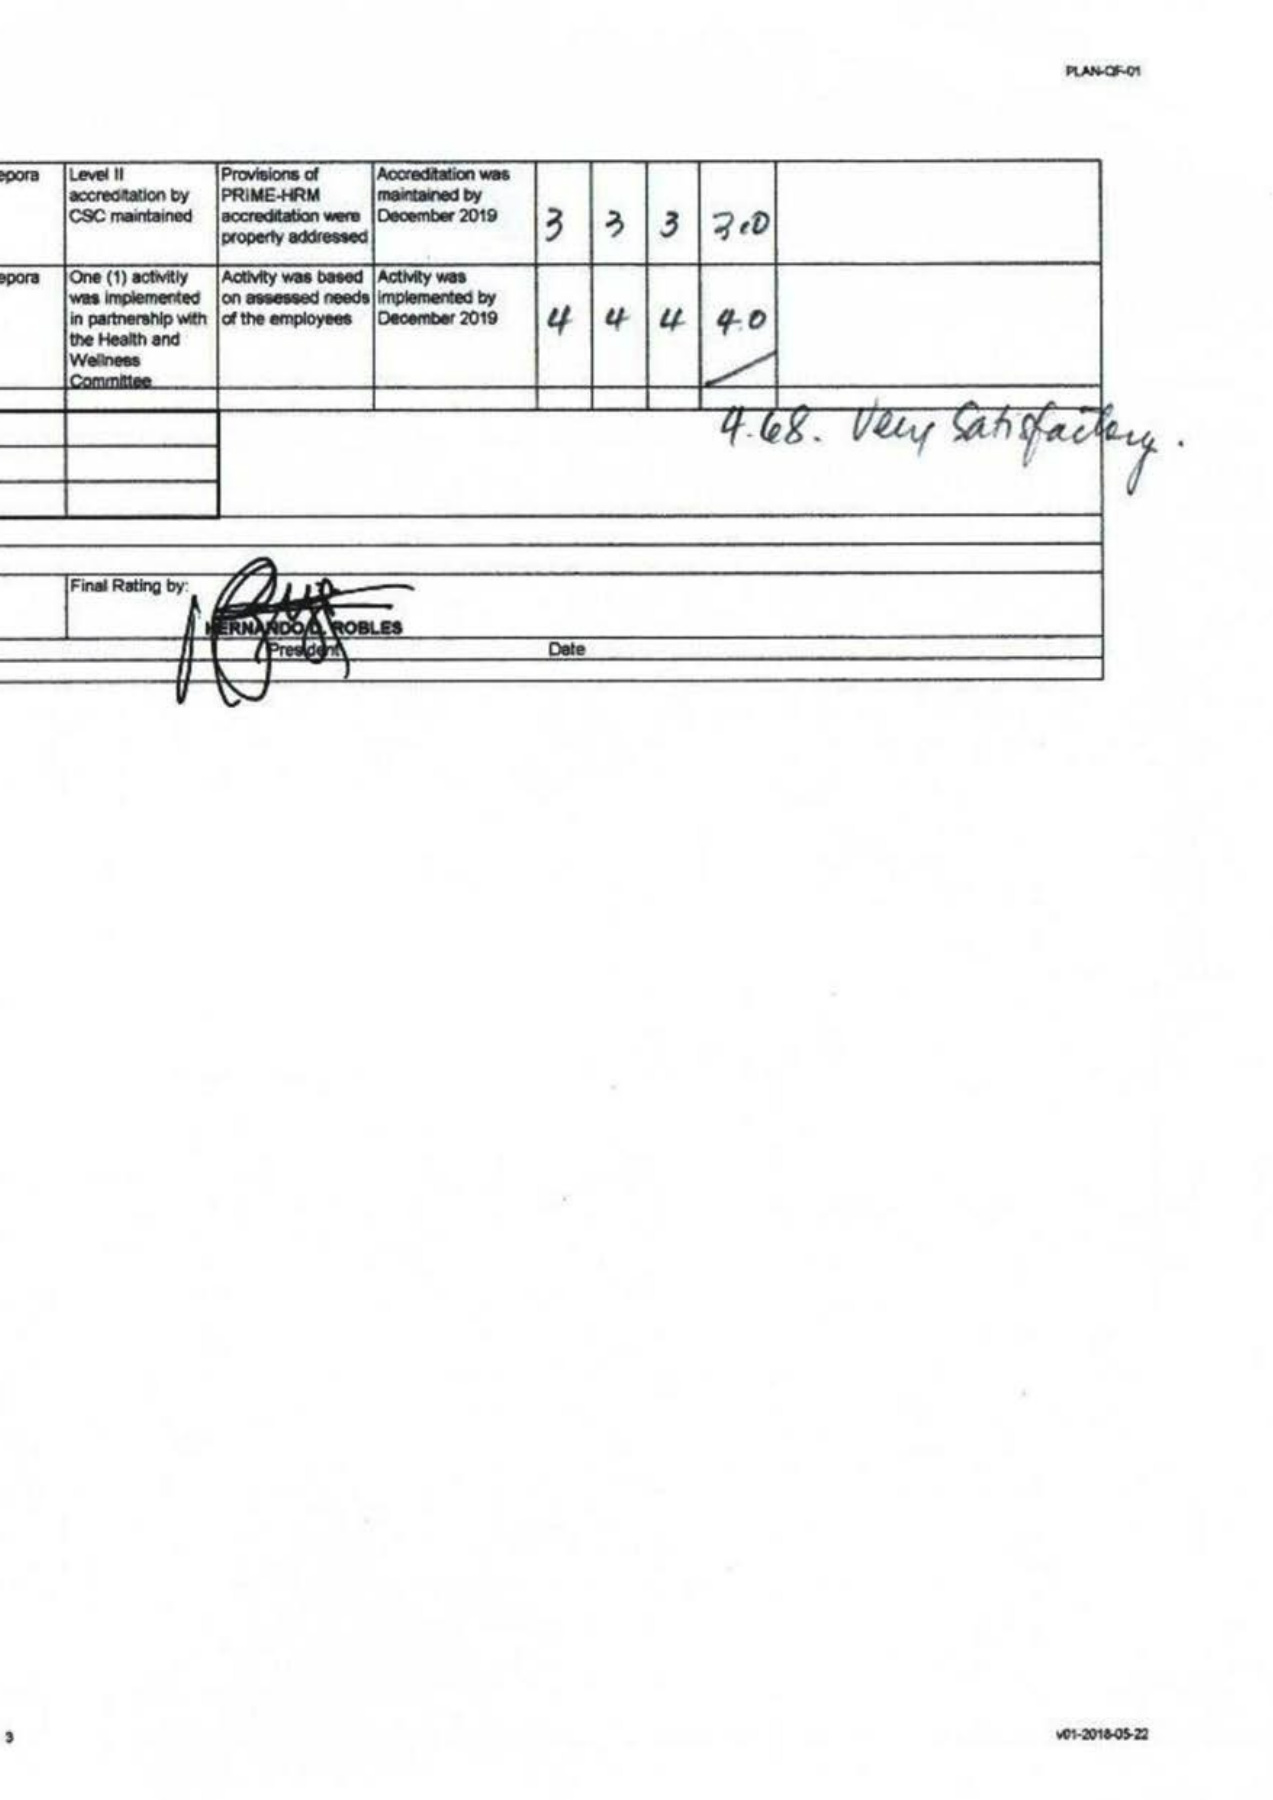 PLAN-QF-01
epora
Level II
accreditation by
CSC maintained
Provisions of
PRIME-HRM
accreditation were
properly addressed
Accreditation was
maintained by
December 2019
3 3 3 3.0
epora
One (1) activitiy
was implemented
in partnership with
the Health and
Wellness
Committee
Activity was based
on assessed needs
of the employees
Activity was
implemented by
December 2019
4 4 4 4.0
4.68. Very Satisfactory.
Final Rating by:
HERNANDO D. ROBLES
President
Date
3
v01-2018-05-22